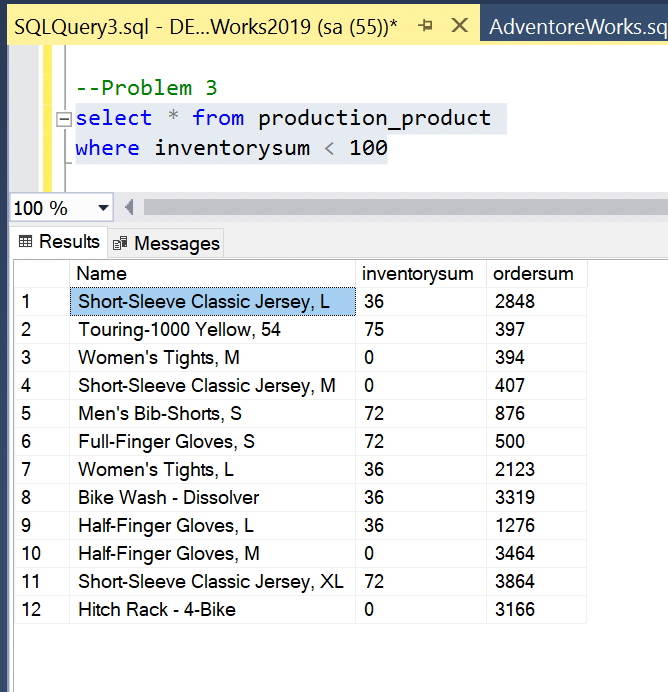 SQLQuery3.sql - DE...Works2019 (sa (55))* AdventoreWorks.sq
--Problem 3
select * from production_product
where inventorysum < 100
100 %
Results Messages
Name inventorysum ordersum
1 Short-Sleeve Classic Jersey, L 36 2848
2 Touring-1000 Yellow, 54 75 397
3 Women's Tights, M 0 394
4 Short-Sleeve Classic Jersey, M 0 407
5 Men's Bib-Shorts, S 72 876
6 Full-Finger Gloves, S 72 500
7 Women's Tights, L 36 2123
8 Bike Wash - Dissolver 36 3319
9 Half-Finger Gloves, L 36 1276
10 Half-Finger Gloves, M 0 3464
11 Short-Sleeve Classic Jersey, XL 72 3864
12 Hitch Rack - 4-Bike 0 3166